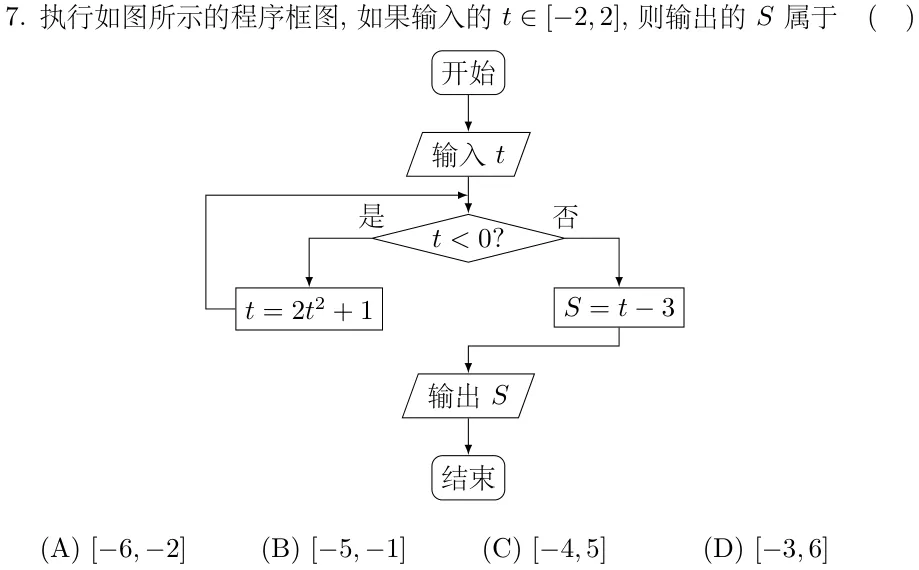 7. 执行如图所示的程序框图, 如果输入的 t ∈ [−2, 2], 则输出的 S 属于 ( )
开始
输入 t
是
否
t < 0?
t = 2t² + 1
S = t − 3
输出 S
结束
(A) [−6, −2] (B) [−5, −1] (C) [−4, 5] (D) [−3, 6]